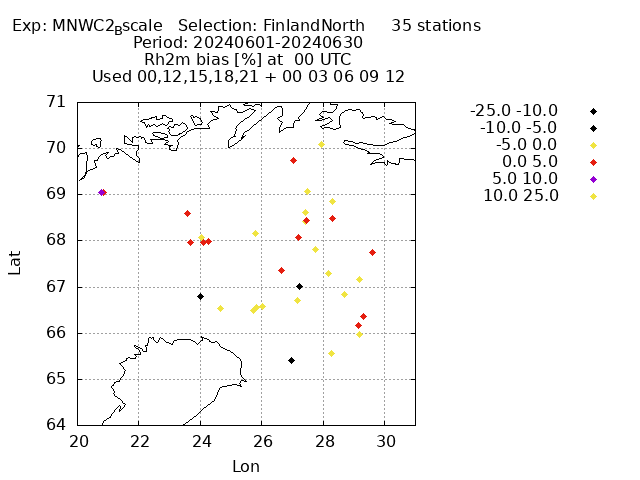 Exp: MNWC2Bscale Selection: FinlandNorth 35 stations
Period: 20240601-20240630
Rh2m bias [%] at 00 UTC
Used 00,12,15,18,21 + 00 03 06 09 12
-25.0 -10.0
-10.0 -5.0
-5.0 0.0
0.0 5.0
5.0 10.0
10.0 25.0
71
70
69
68
67
66
65
64
Lat
20 22 24 26 28 30
Lon